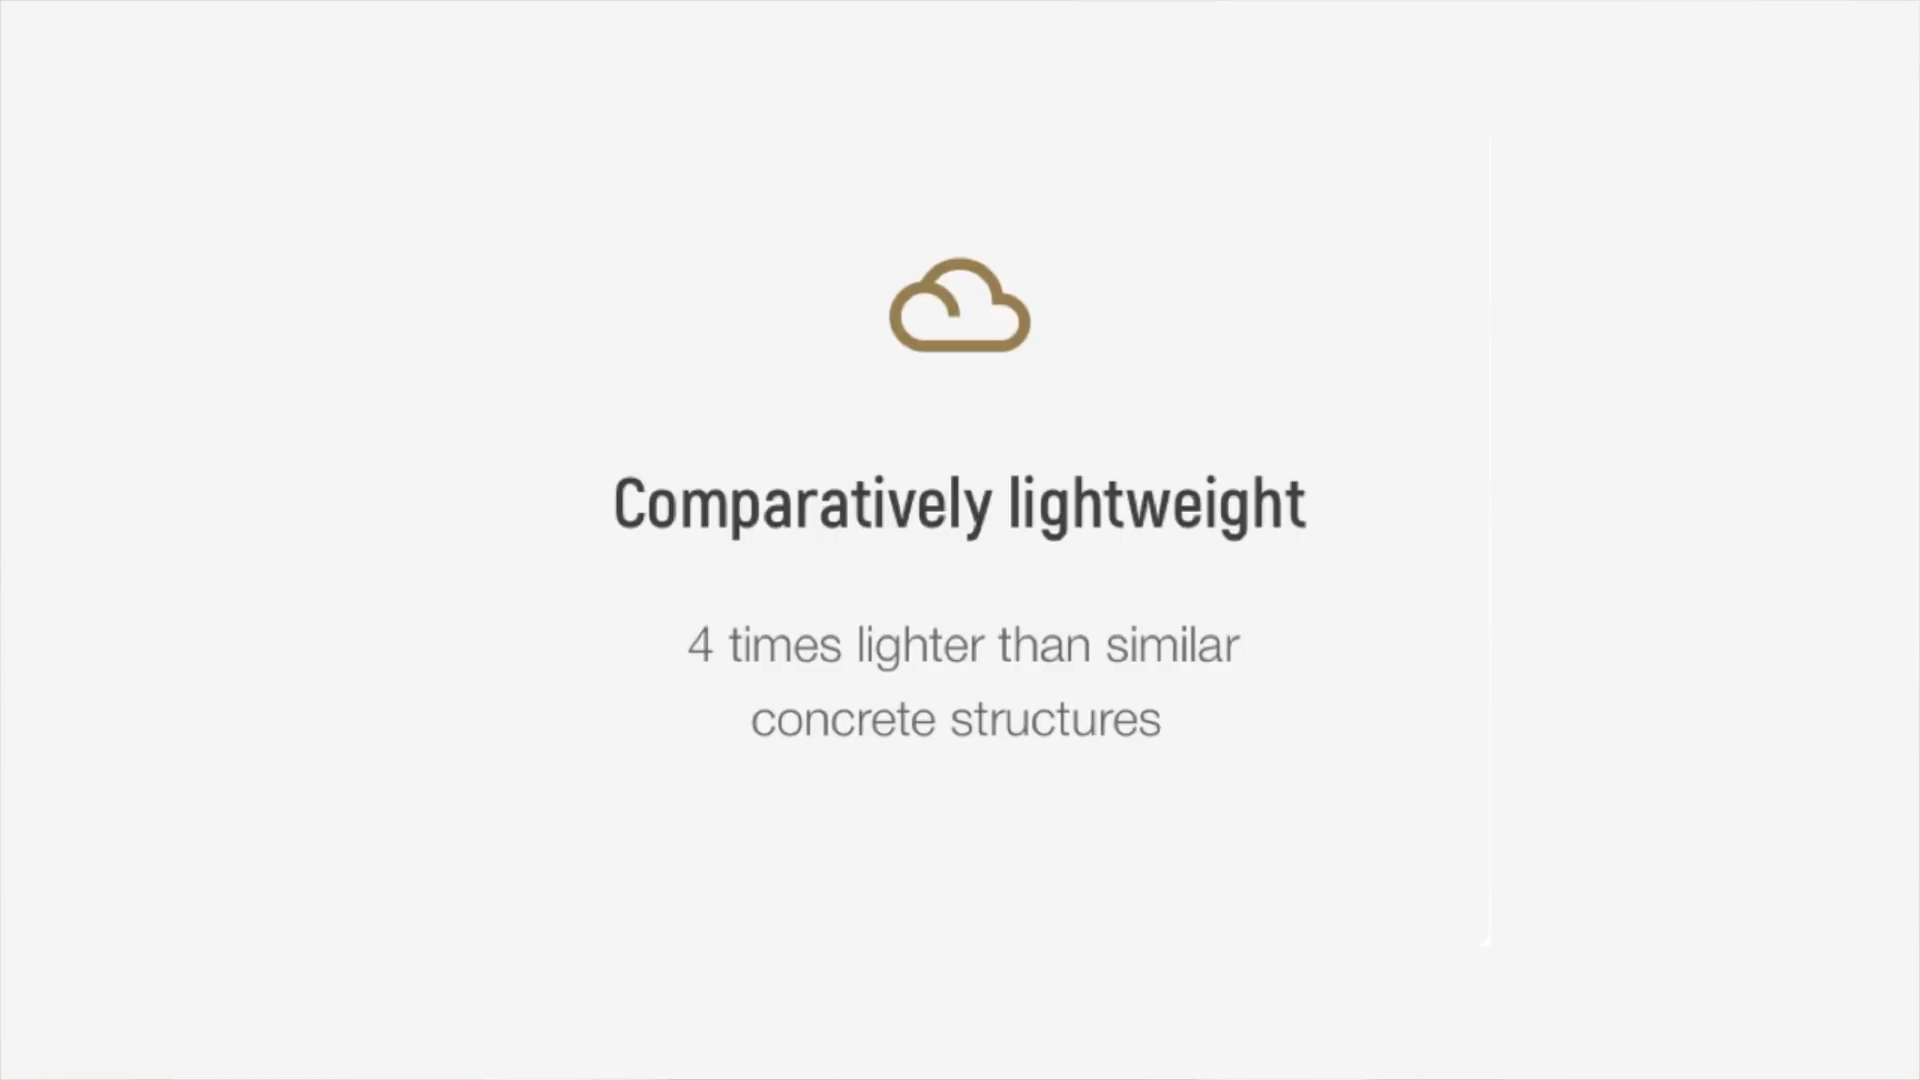 Comparatively lightweight
4 times lighter than similar
concrete structures